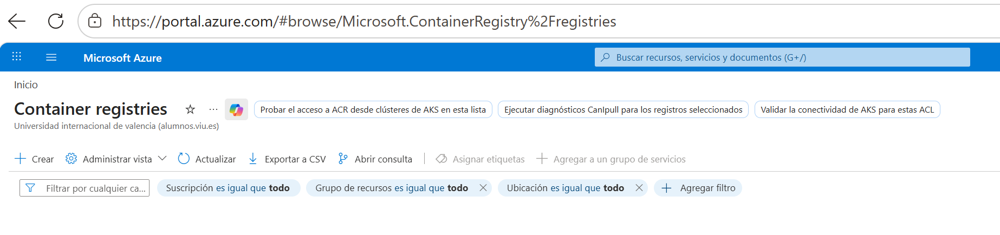 https://portal.azure.com/#browse/Microsoft.ContainerRegistry%2Fregistries
Microsoft Azure
Buscar recursos, servicios y documentos (G+/)
Inicio
Container registries
Probar el acceso a ACR desde clústeres de AKS en esta lista
Ejecutar diagnósticos CanIpull para los registros seleccionados
Validar la conectividad de AKS para estas ACL
Universidad internacional de valencia (alumnos.viu.es)
Crear
Administrar vista
Actualizar
Exportar a CSV
Abrir consulta
Asignar etiquetas
Agregar a un grupo de servicios
Filtrar por cualquier ca...
Suscripción es igual que todo
Grupo de recursos es igual que todo
Ubicación es igual que todo
Agregar filtro